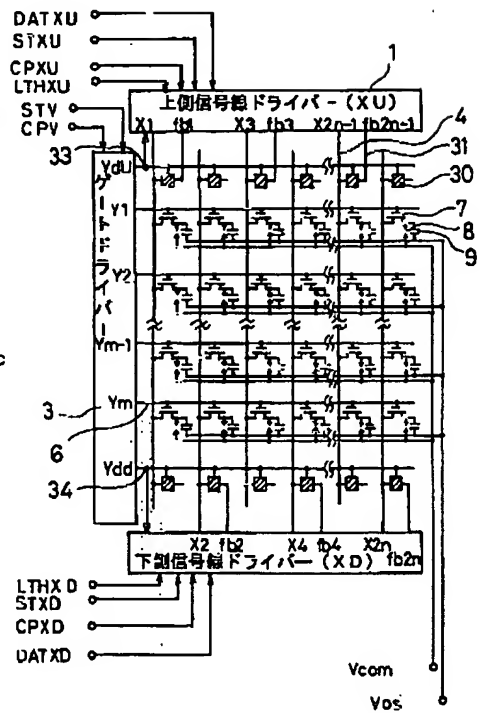 DATXU
STXU
CPXU
LTHXU
STV
CPV
33
1
上側信号線ドライバー(XU)
X1 fb1 X3 fb3 X2n-1 fb2n-1
4
31
30
YdU
ゲートドライバー
Y1
7
8
9
Y2
Ym-1
c
3
Ym
6
Ydd
34
X2 fb2 X4 fb4 X2n fb2n
下側信号線ドライバー(XD)
LTHXD
STXD
CPXD
DATXD
Vcom
Vos